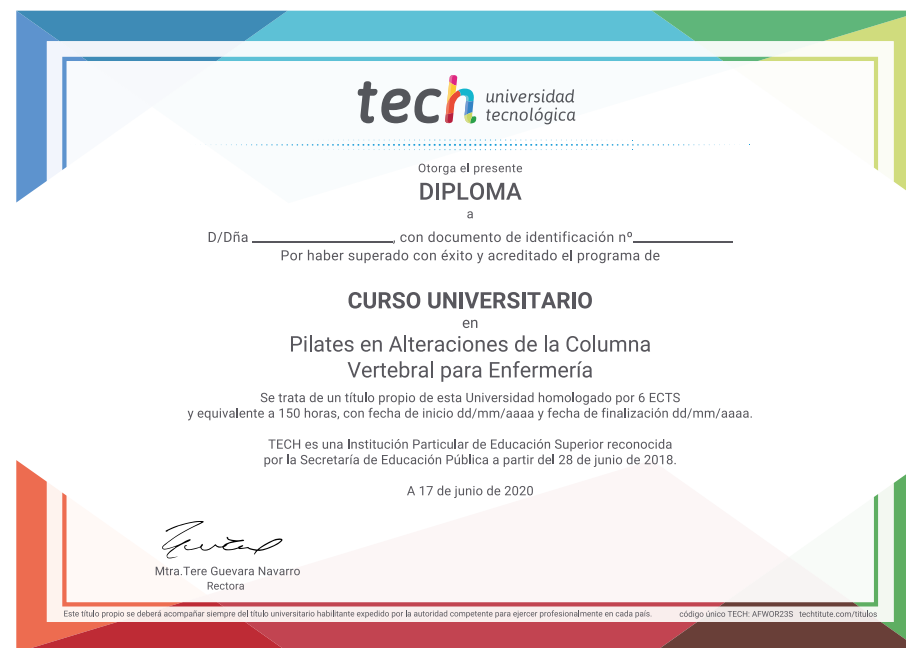 tech universidad
tecnológica
Otorga el presente
DIPLOMA
a
D/Dña ______________, con documento de identificación nº__________
Por haber superado con éxito y acreditado el programa de
CURSO UNIVERSITARIO
en
Pilates en Alteraciones de la Columna
Vertebral para Enfermería
Se trata de un título propio de esta Universidad homologado por 6 ECTS
y equivalente a 150 horas, con fecha de inicio dd/mm/aaaa y fecha de finalización dd/mm/aaaa.
TECH es una Institución Particular de Educación Superior reconocida
por la Secretaría de Educación Pública a partir del 28 de junio de 2018.
A 17 de junio de 2020
Mtra.Tere Guevara Navarro
Rectora
Este título propio se deberá acompañar siempre del título universitario habilitante expedido por la autoridad competente para ejercer profesionalmente en cada país. código único TECH: AFWOR23S techtitute.com/titulos